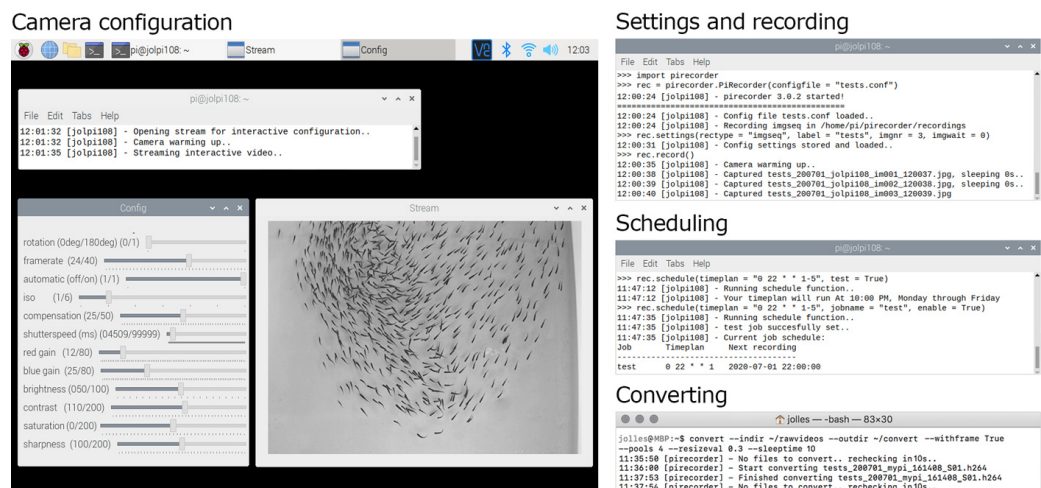 Camera configuration
pi@jolpi108: ~
Stream
Config
12:03
pi@jolpi108: ~
File Edit Tabs Help
12:01:32 [jolpi108] - Opening stream for interactive configuration..
12:01:32 [jolpi108] - Camera warming up..
12:01:35 [jolpi108] - Streaming interactive video..
Config
rotation (0deg/180deg) (0/1)
framerate (24/40)
automatic (off/on) (1/1)
iso (1/6)
compensation (25/50)
shutterspeed (ms) (04509/99999)
red gain (12/80)
blue gain (25/80)
brightness (050/100)
contrast (110/200)
saturation (0/200)
sharpness (100/200)
Stream
Settings and recording
pi@jolpi108: ~
File Edit Tabs Help
>>> import pirecorder
>>> rec = pirecorder.PiRecorder(configfile = "tests.conf")
12:00:24 [jolpi108] - pirecorder 3.0.2 started!
==============================================
12:00:24 [jolpi108] - Config file tests.conf loaded..
12:00:24 [jolpi108] - Recording imgseq in /home/pi/pirecorder/recordings
>>> rec.settings(rectype = "imgseq", label = "tests", imgnr = 3, imgwait = 0)
12:00:31 [jolpi108] - Config settings stored and loaded..
>>> rec.record()
12:00:35 [jolpi108] - Camera warming up..
12:00:38 [jolpi108] - Captured tests_200701_jolpi108_im001_120037.jpg, sleeping 0s..
12:00:39 [jolpi108] - Captured tests_200701_jolpi108_im002_120038.jpg, sleeping 0s..
12:00:40 [jolpi108] - Captured tests_200701_jolpi108_im003_120039.jpg
Scheduling
pi@jolpi108: ~
File Edit Tabs Help
>>> rec.schedule(timeplan = "0 22 * * 1-5", test = True)
11:47:12 [jolpi108] - Running schedule function..
11:47:12 [jolpi108] - Your timeplan will run At 10:00 PM, Monday through Friday
>>> rec.schedule(timeplan = "0 22 * * 1-5", jobname = "test", enable = True)
11:47:35 [jolpi108] - Running schedule function..
11:47:35 [jolpi108] - test job succesfully set..
11:47:35 [jolpi108] - Current job schedule:
Job Timeplan Next recording
------------------------------------
test 0 22 * * 1 2020-07-01 22:00:00
Converting
jolles — -bash — 83×30
jolles@MBP:~$ convert --indir ~/rawvideos --outdir ~/convert --withframe True
--pools 4 --resizeval 0.3 --sleeptime 10
11:35:50 [pirecorder] - No files to convert.. rechecking in10s..
11:36:00 [pirecorder] - Start converting tests_200701_mypi_161408_S01.h264
11:37:53 [pirecorder] - Finished converting tests_200701_mypi_161408_S01.h264
11:37:54 [pirecorder] - No files to convert.. rechecking in10s..